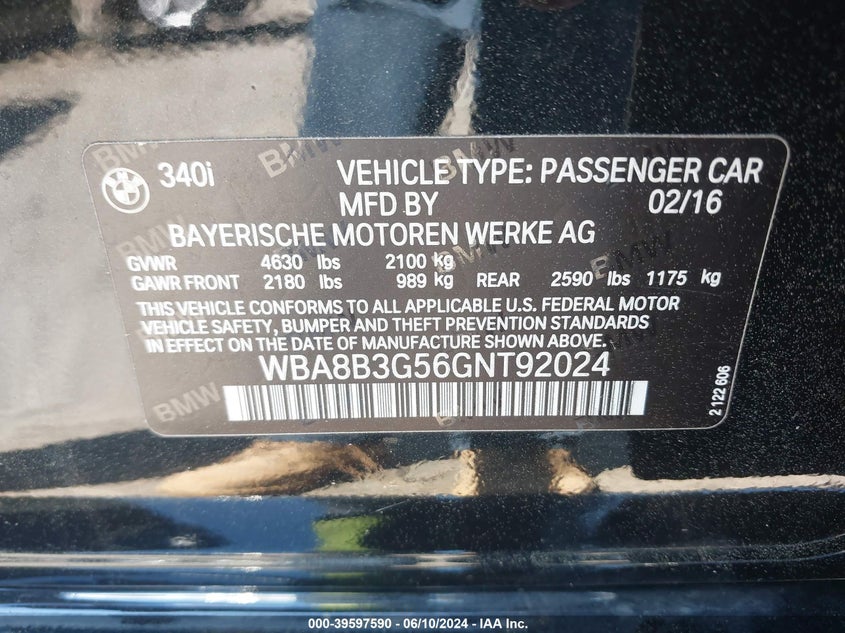 340i VEHICLE TYPE: PASSENGER CAR
MFD BY 02/16
BAYERISCHE MOTOREN WERKE AG
GVWR 4630 lbs 2100 kg
GAWR FRONT 2180 lbs 989 kg REAR 2590 lbs 1175 kg
THIS VEHICLE CONFORMS TO ALL APPLICABLE U.S. FEDERAL MOTOR
VEHICLE SAFETY, BUMPER AND THEFT PREVENTION STANDARDS
IN EFFECT ON THE DATE OF MANUFACTURE SHOWN ABOVE.
WBA8B3G56GNT92024
2 122 606
000-39597590 / 06/10/2024 - IAA Inc.